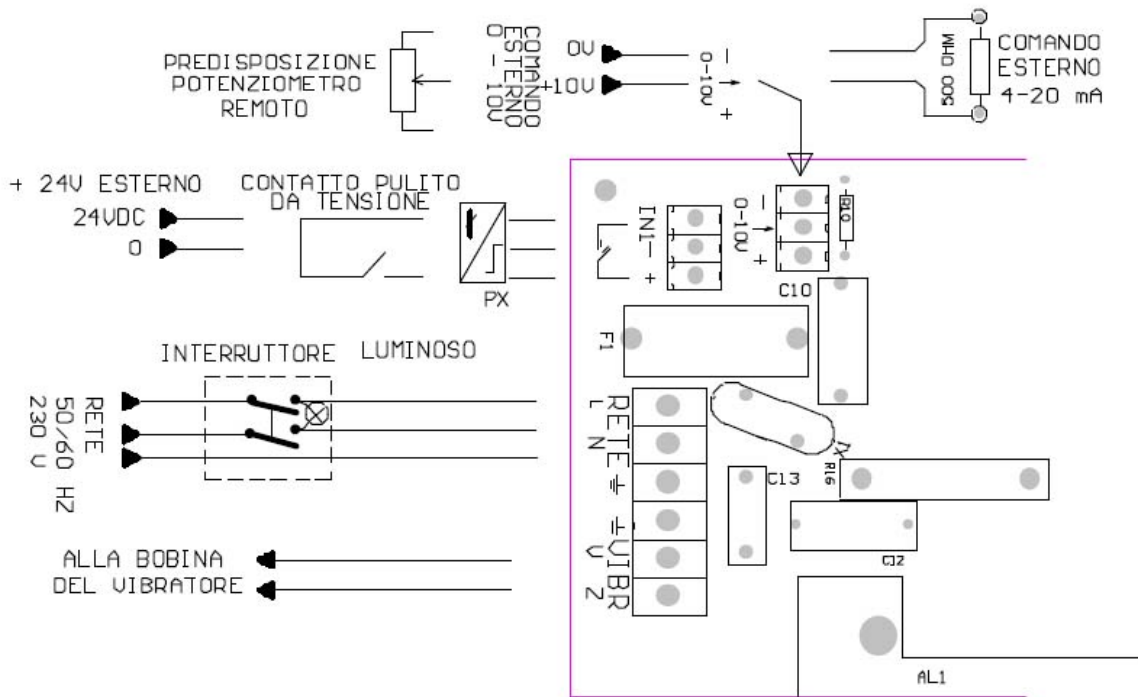 PREDISPOSIZIONE
POTENZIOMETRO
REMOTO
COMANDO
ESTERNO
0 - 10V
0V
+10V
-
0-10V
+
500 OHM
COMANDO
ESTERNO
4-20 mA
+ 24V ESTERNO
24VDC
0
CONTATTO PULITO
DA TENSIONE
PX
IN1
-
+
-
0-10V
+
R10
C10
F1
INTERRUTTORE LUMINOSO
RETE
50/60 HZ
230 V
RETE
L N
VIBR
V Z
C13
R16
C12
AL1
ALLA BOBINA
DEL VIBRATORE